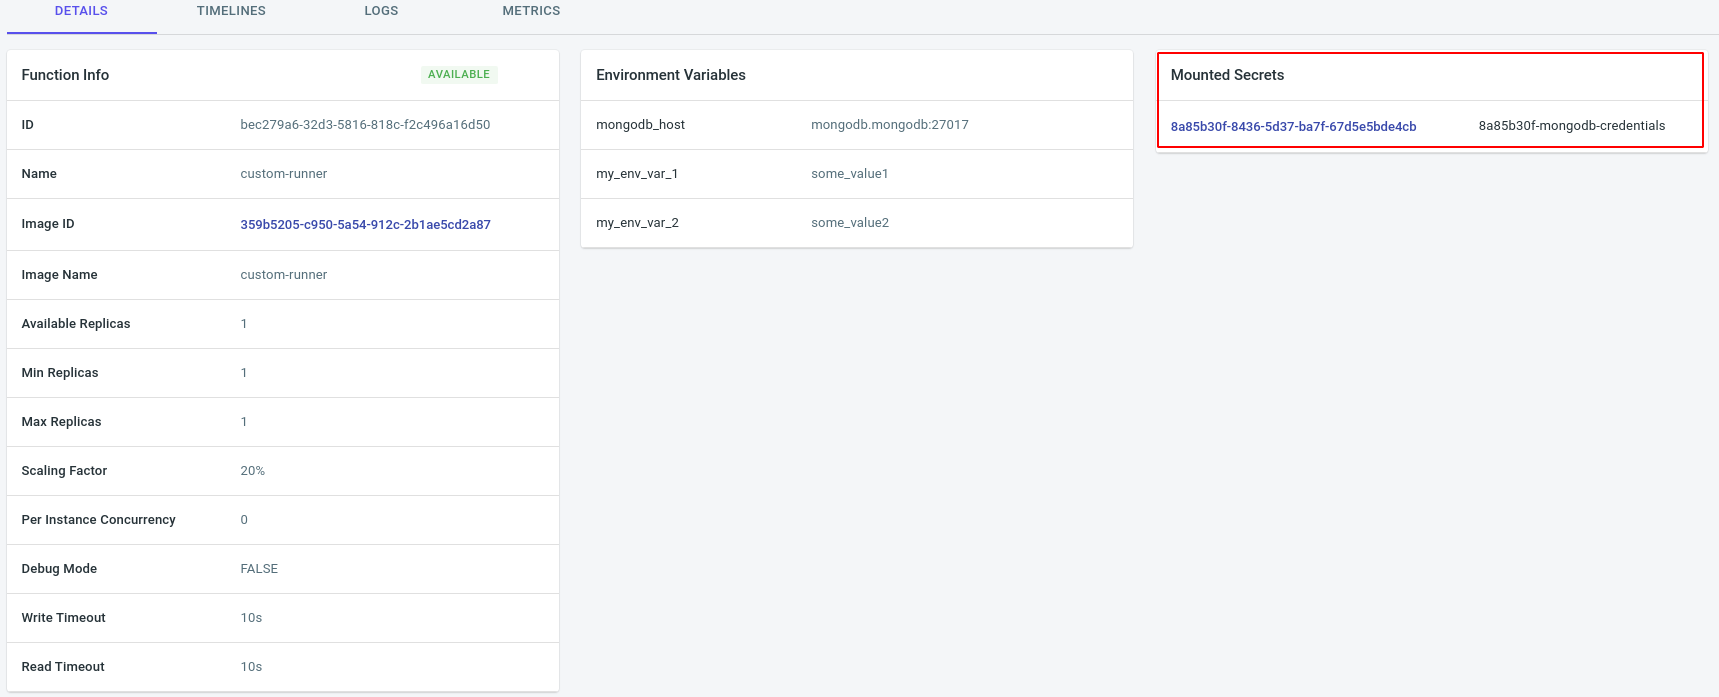 DETAILS TIMELINES LOGS METRICS
Function Info AVAILABLE
ID bec279a6-32d3-5816-818c-f2c496a16d50
Name custom-runner
Image ID 359b5205-c950-5a54-912c-2b1ae5cd2a87
Image Name custom-runner
Available Replicas 1
Min Replicas 1
Max Replicas 1
Scaling Factor 20%
Per Instance Concurrency 0
Debug Mode FALSE
Write Timeout 10s
Read Timeout 10s
Environment Variables
mongodb_host mongodb.mongodb:27017
my_env_var_1 some_value1
my_env_var_2 some_value2
Mounted Secrets
8a85b30f-8436-5d37-ba7f-67d5e5bde4cb 8a85b30f-mongodb-credentials